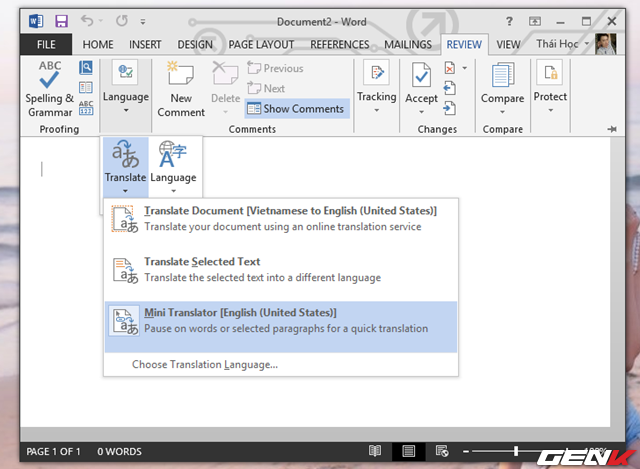 Document2 - Word
FILE HOME INSERT DESIGN PAGE LAYOUT REFERENCES MAILINGS REVIEW VIEW Thái Học
ABC
Spelling &
Grammar
ABC
123
Proofing
Language
New
Comment
Delete
Previous
Next
Show Comments
Comments
Tracking
Accept
Changes
Compare
Compare
Protect
Translate
Language
Translate Document [Vietnamese to English (United States)]
Translate your document using an online translation service
Translate Selected Text
Translate the selected text into a different language
Mini Translator [English (United States)]
Pause on words or selected paragraphs for a quick translation
Choose Translation Language...
PAGE 1 OF 1 0 WORDS
GENK